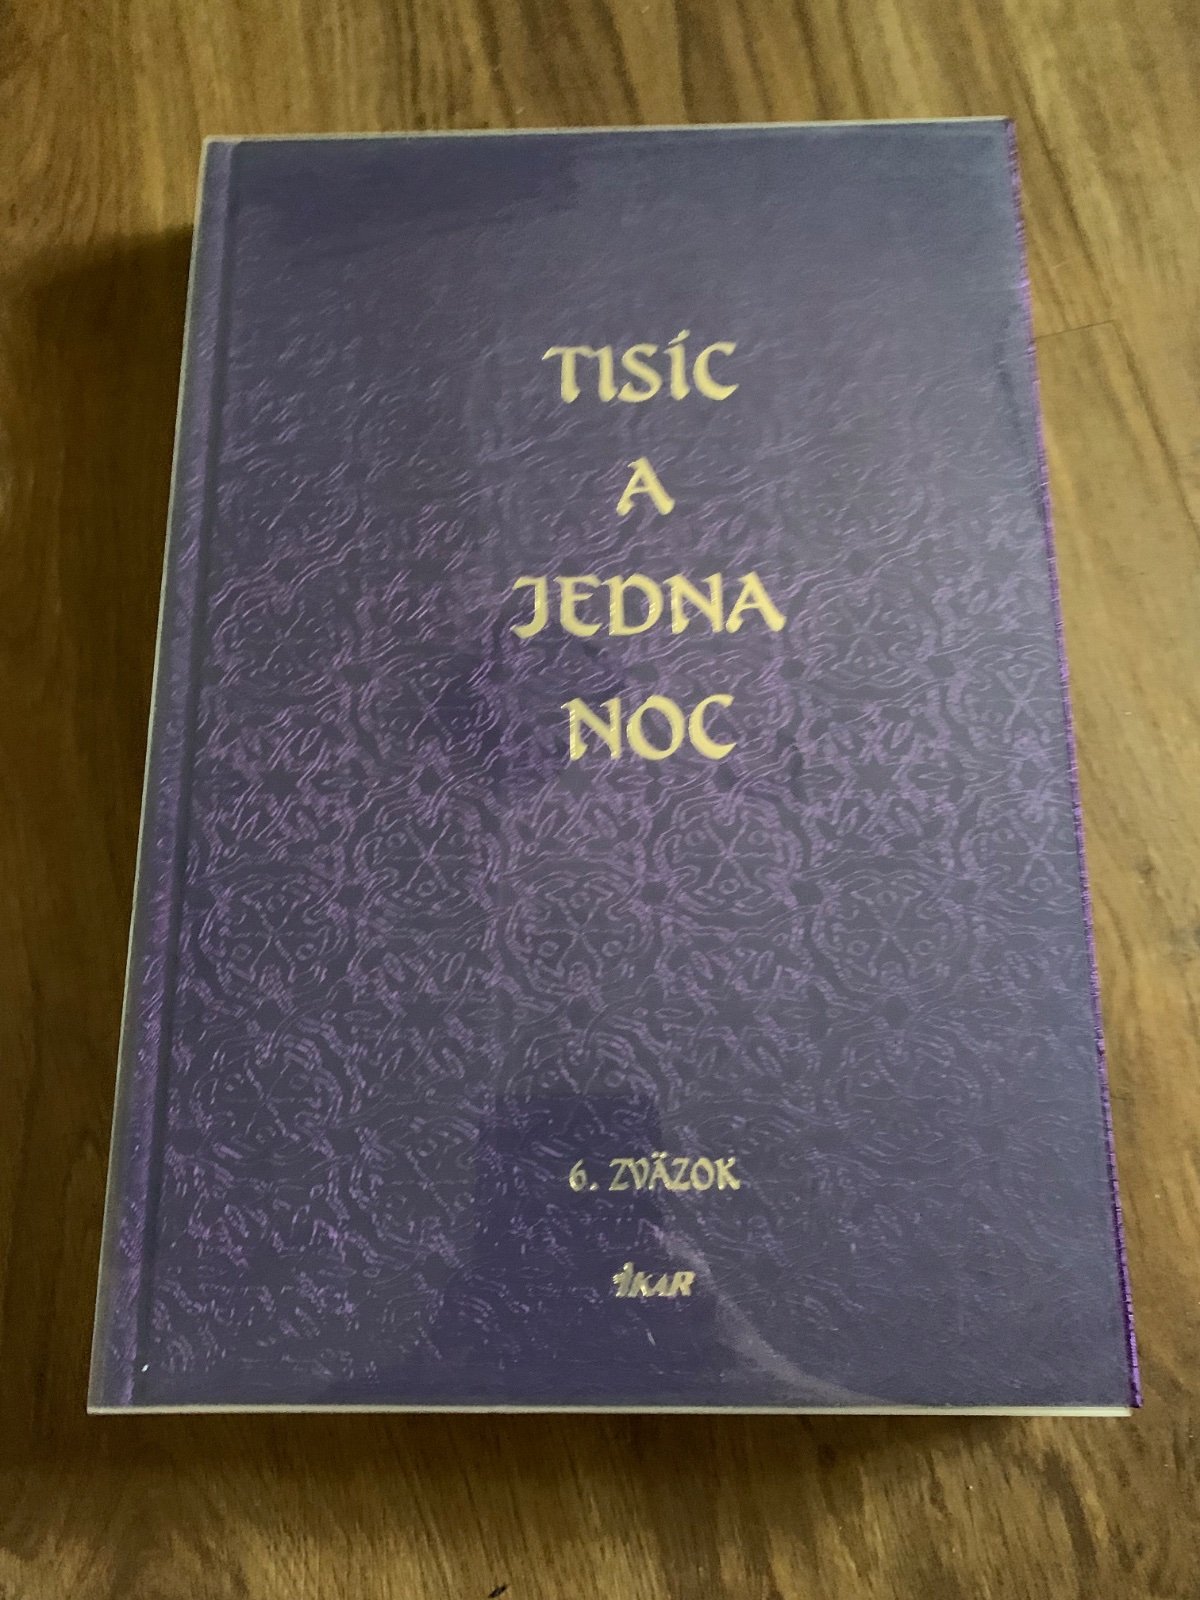 TISÍC
A
JEDNA
NOC
6. ZVÄZOK
IKAR